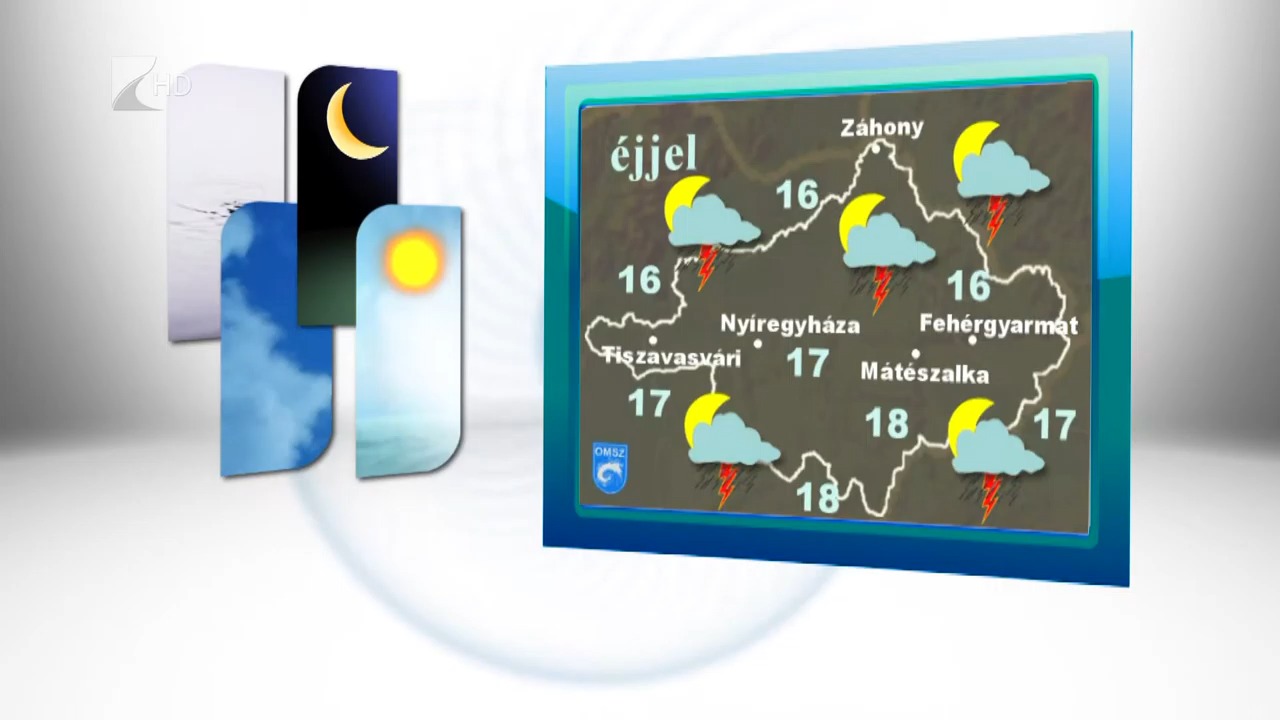 HD
éjjel
Záhony
16
16
16
Nyíregyháza
Fehérgyarmat
Tiszavasvári
17
Mátészalka
17
18
17
18
OMSZ